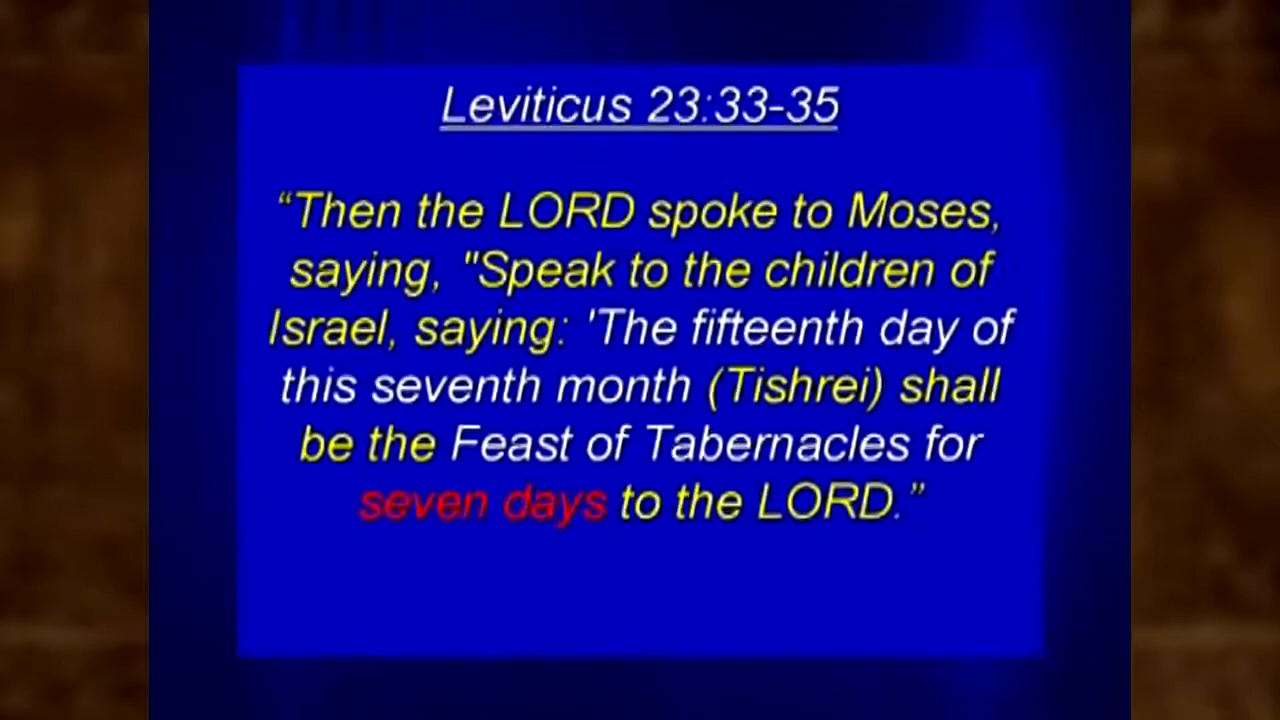 Leviticus 23:33-35
“Then the LORD spoke to Moses,
saying, "Speak to the children of
Israel, saying: 'The fifteenth day of
this seventh month (Tishrei) shall
be the Feast of Tabernacles for
seven days to the LORD.”